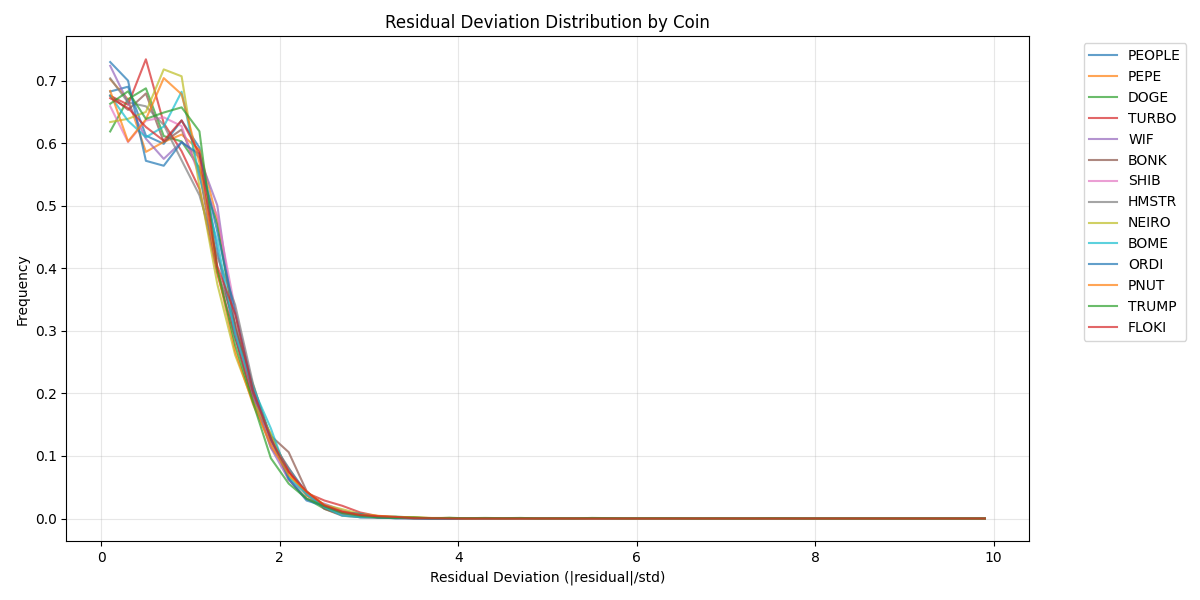 Residual Deviation Distribution by Coin
Frequency
0.7
0.6
0.5
0.4
0.3
0.2
0.1
0.0
0 2 4 6 8 10
Residual Deviation (|residual|/std)
PEOPLE
PEPE
DOGE
TURBO
WIF
BONK
SHIB
HMSTR
NEIRO
BOME
ORDI
PNUT
TRUMP
FLOKI